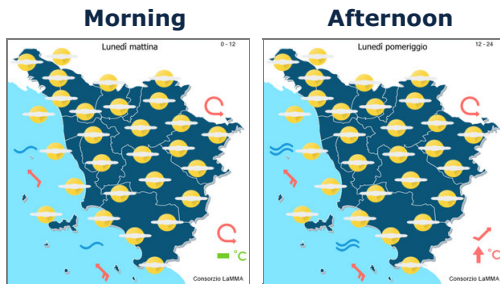 Morning
Afternoon
Lunedì mattina
0 - 12
Lunedì pomeriggio
12 - 24
°C
Consorzio LaMMA
°C
Consorzio LaMMA